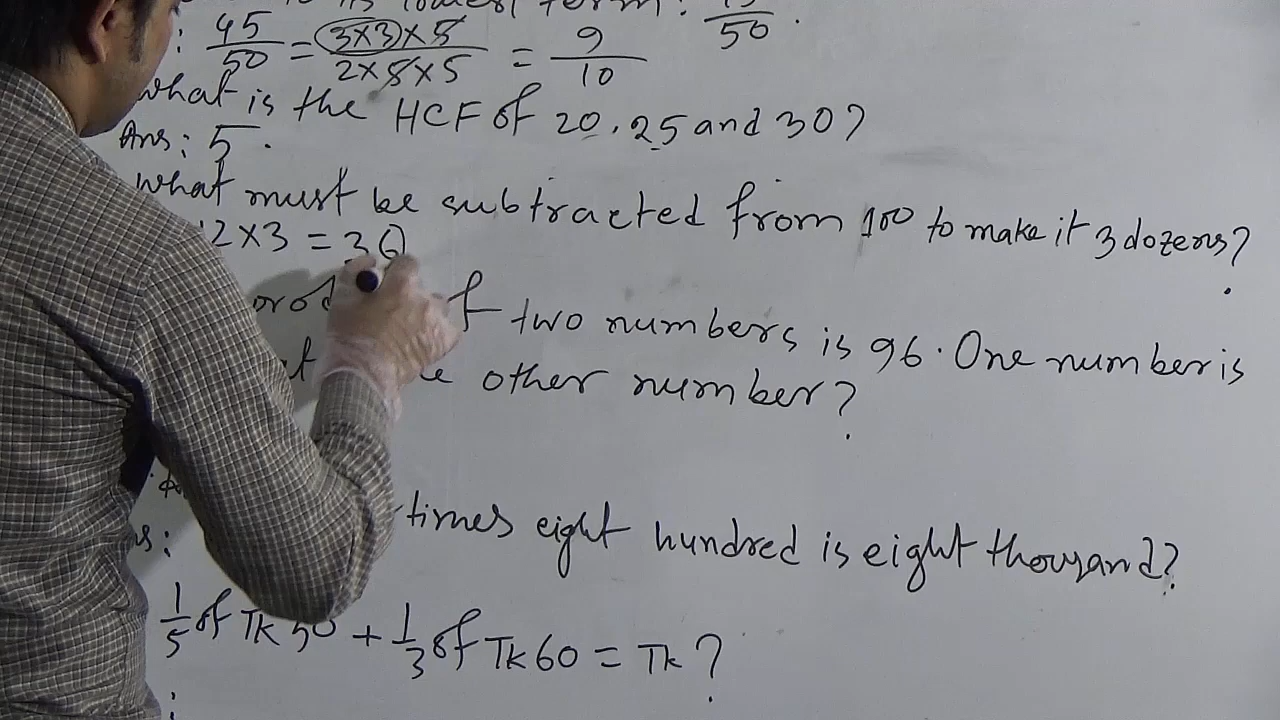 to its lowest term: 45/50.
: 45/50 = 3×3×5 / 2×5×5 = 9/10
What is the HCF of 20, 25 and 30?
Ans: 5.
What must be subtracted from 100 to make it 3 dozens?
12×3 = 36
of two numbers is 96. One number is
other number?
times eight hundred is eight thousand?
:
1/5 of Tk 50 + 1/3 of Tk 60 = Tk ?
: